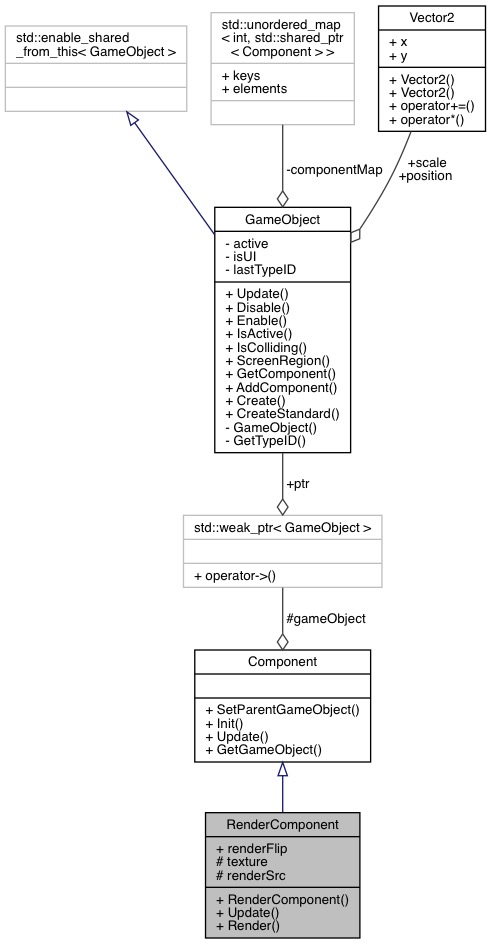 std::enable_shared
_from_this< GameObject >
std::unordered_map
< int, std::shared_ptr
< Component > >
+ keys
+ elements
Vector2
+ x
+ y
+ Vector2()
+ Vector2()
+ operator+=()
+ operator*()
-componentMap
+scale
+position
GameObject
- active
- isUI
- lastTypeID
+ Update()
+ Disable()
+ Enable()
+ IsActive()
+ IsColliding()
+ ScreenRegion()
+ GetComponent()
+ AddComponent()
+ Create()
+ CreateStandard()
- GameObject()
- GetTypeID()
+ptr
std::weak_ptr< GameObject >
+ operator->()
#gameObject
Component
+ SetParentGameObject()
+ Init()
+ Update()
+ GetGameObject()
RenderComponent
+ renderFlip
# texture
# renderSrc
+ RenderComponent()
+ Update()
+ Render()